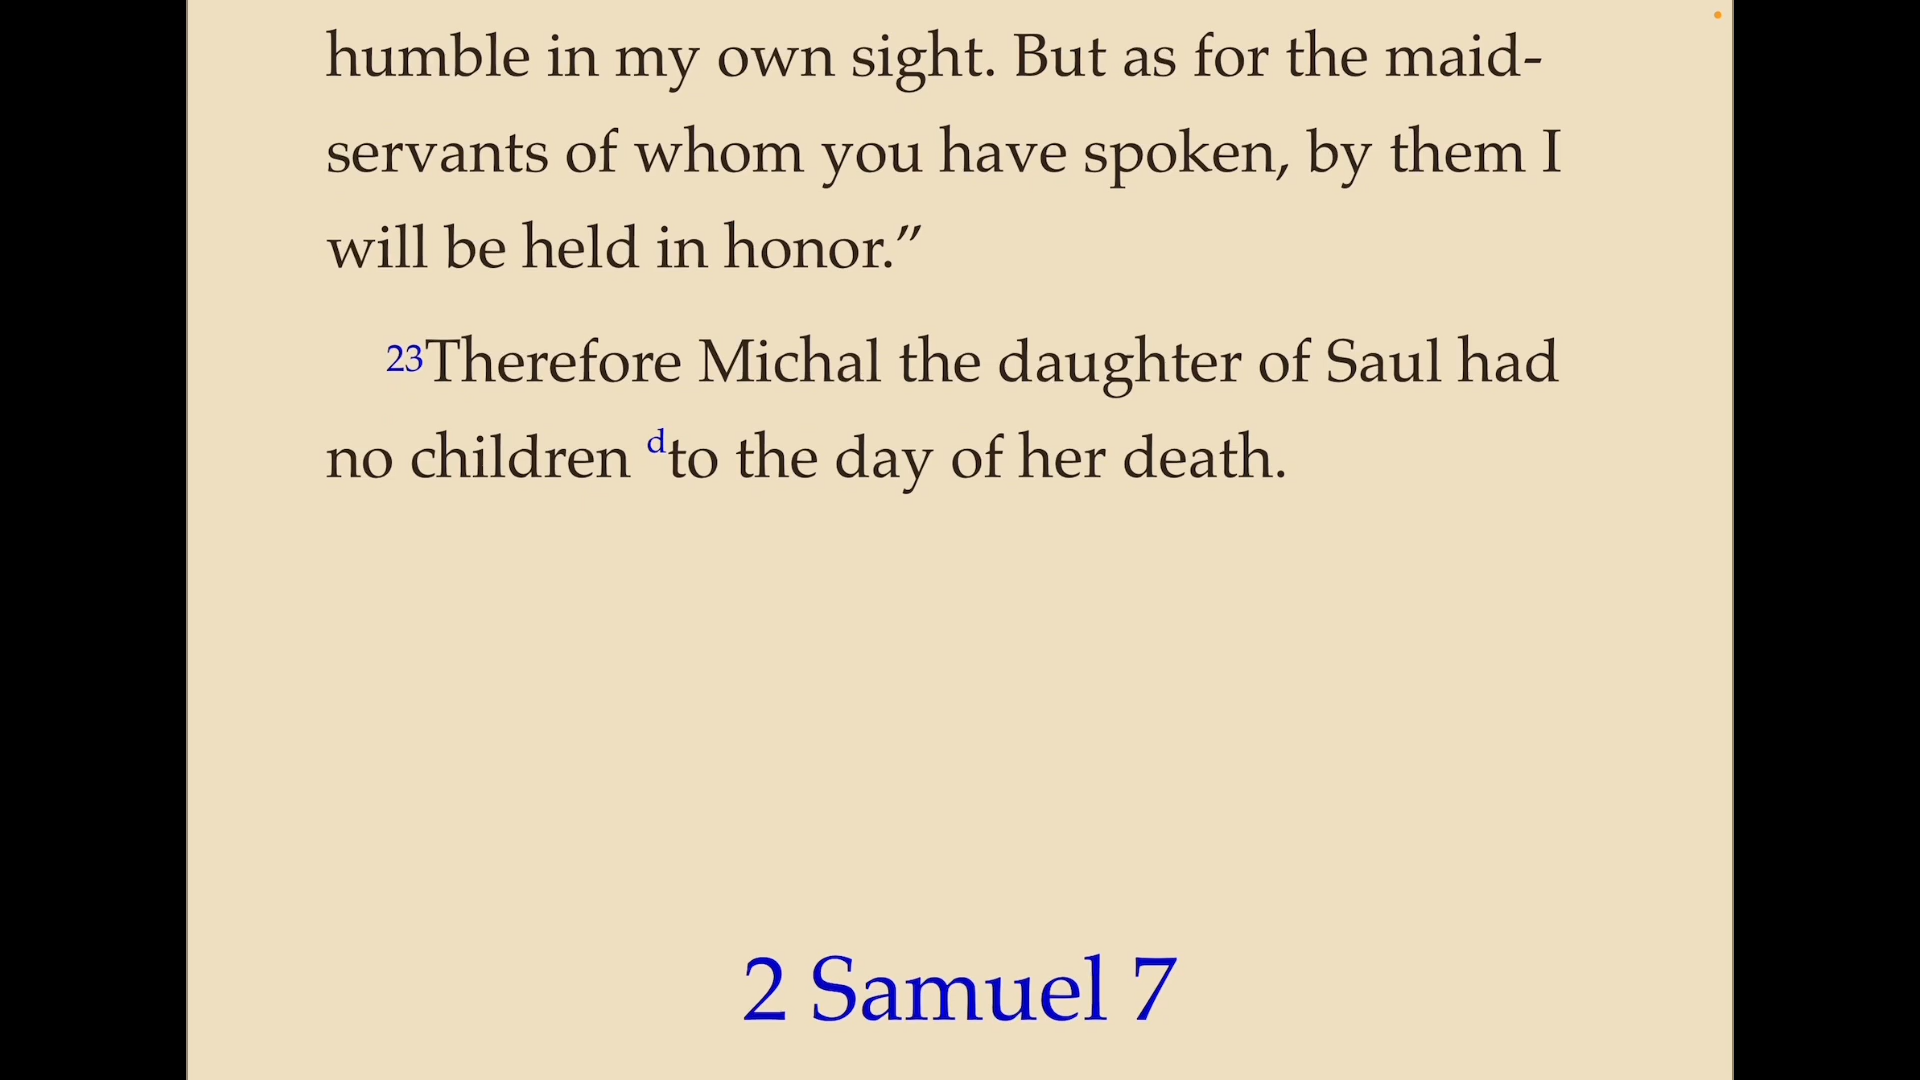 humble in my own sight. But as for the maid-
servants of whom you have spoken, by them I
will be held in honor.”
23Therefore Michal the daughter of Saul had
no children dto the day of her death.
2 Samuel 7